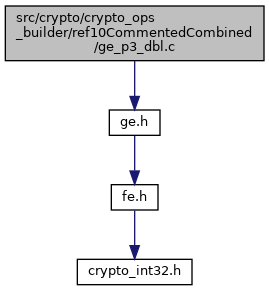 src/crypto/crypto_ops
_builder/ref10CommentedCombined
/ge_p3_dbl.c
ge.h
fe.h
crypto_int32.h